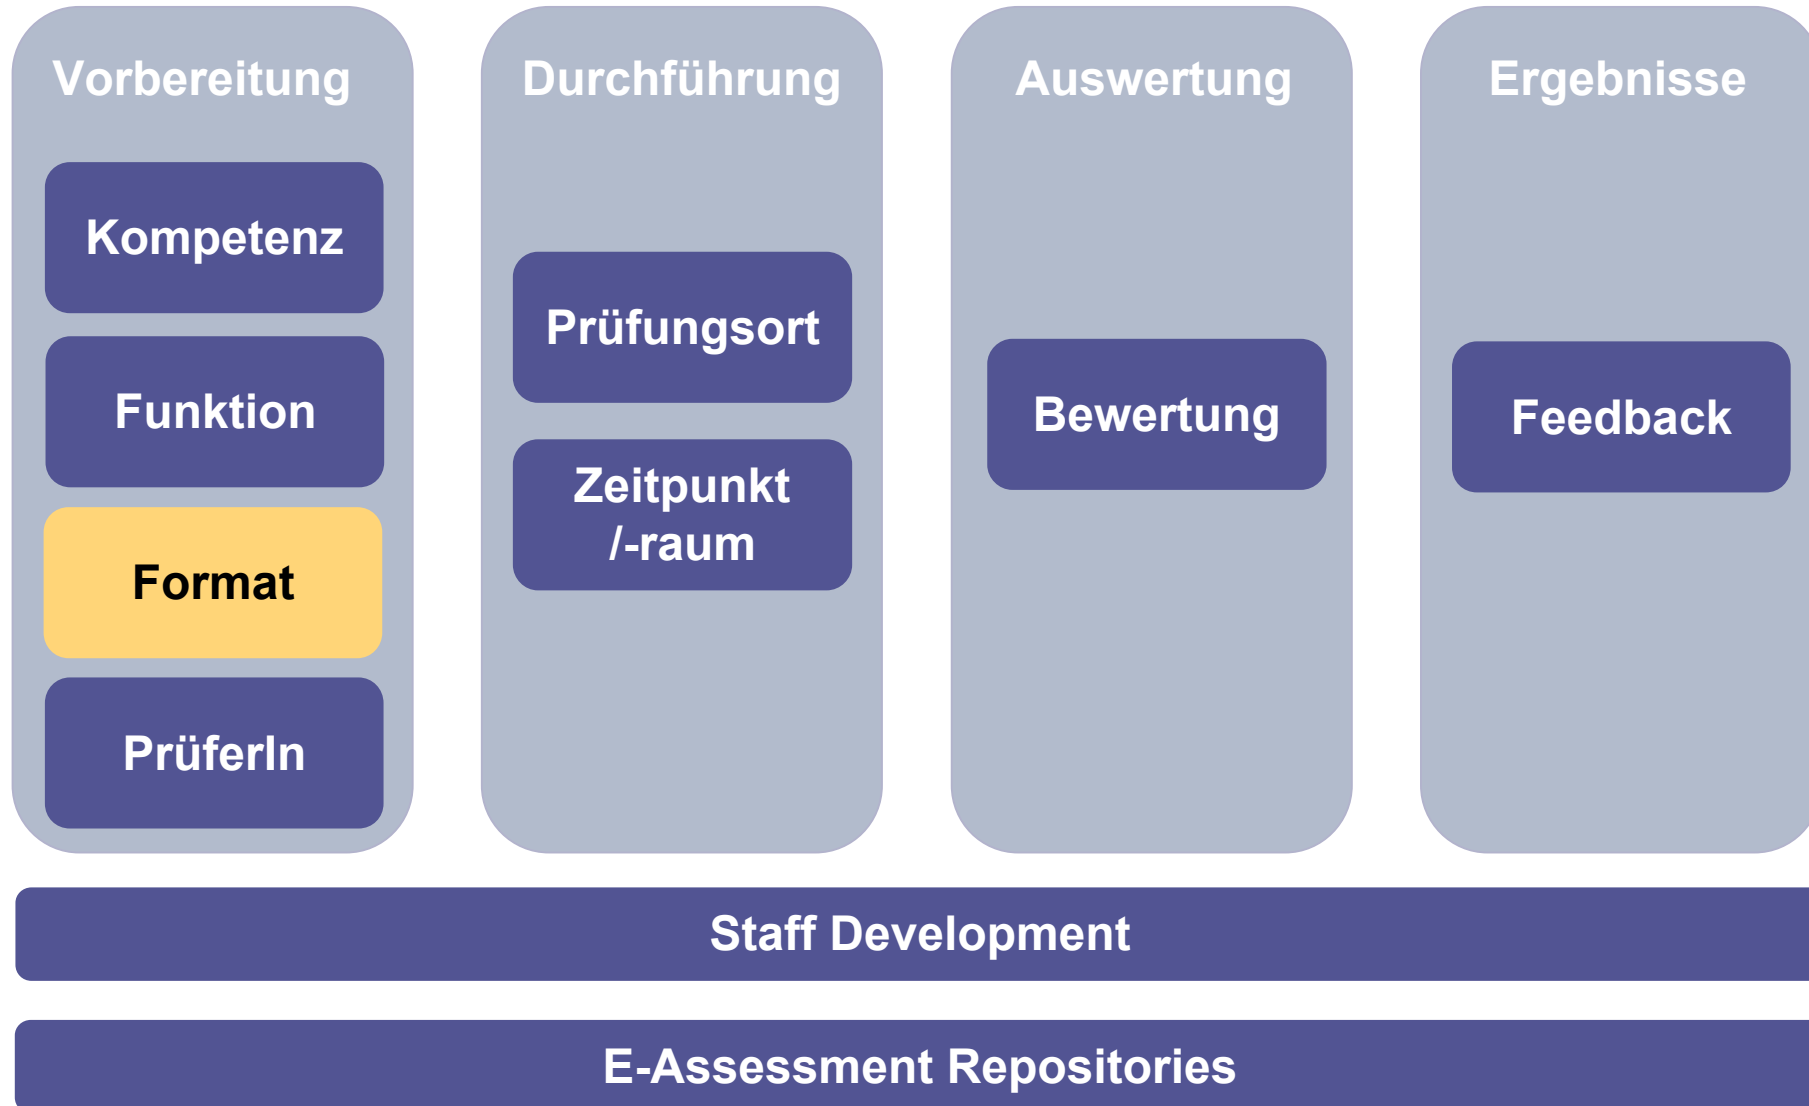 Vorbereitung
Kompetenz
Funktion
Format
PrüferIn
Durchführung
Prüfungsort
Zeitpunkt
/-raum
Auswertung
Bewertung
Ergebnisse
Feedback
Staff Development
E-Assessment Repositories